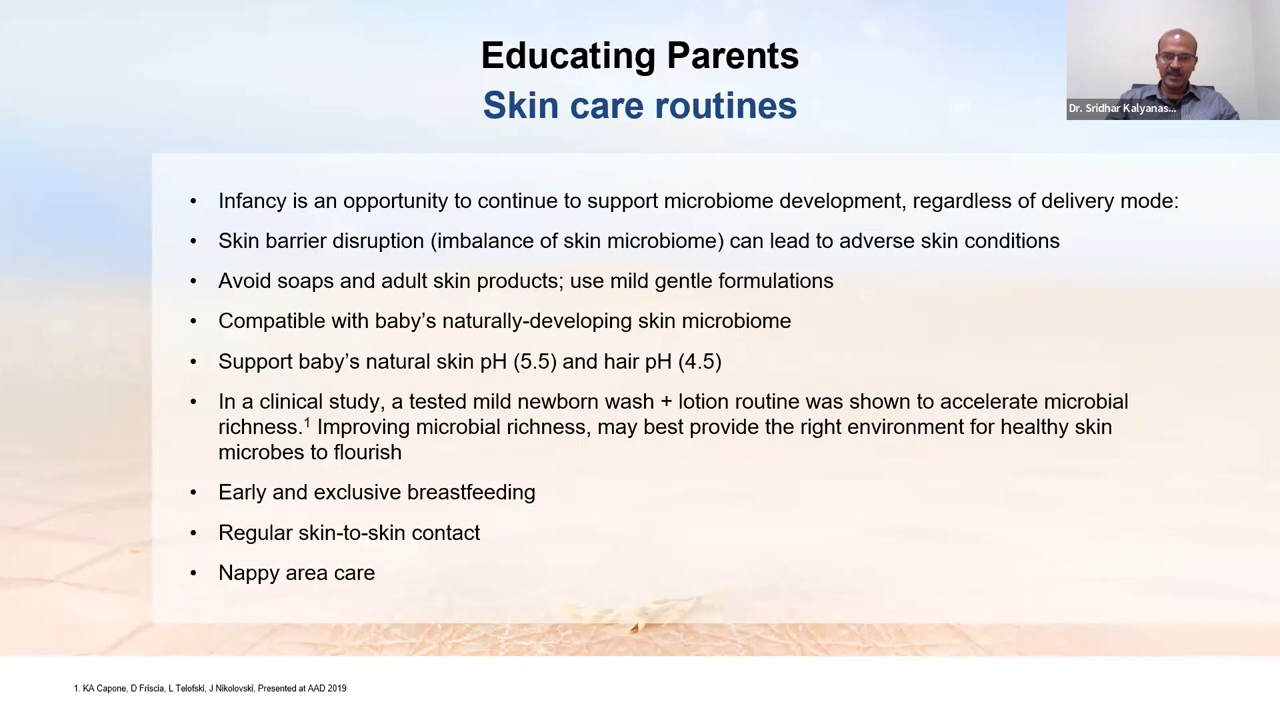 Educating Parents
Skin care routines
Dr. Sridhar Kalyanas...
• Infancy is an opportunity to continue to support microbiome development, regardless of delivery mode:
• Skin barrier disruption (imbalance of skin microbiome) can lead to adverse skin conditions
• Avoid soaps and adult skin products; use mild gentle formulations
• Compatible with baby’s naturally-developing skin microbiome
• Support baby’s natural skin pH (5.5) and hair pH (4.5)
• In a clinical study, a tested mild newborn wash + lotion routine was shown to accelerate microbial
richness.¹ Improving microbial richness, may best provide the right environment for healthy skin
microbes to flourish
• Early and exclusive breastfeeding
• Regular skin-to-skin contact
• Nappy area care
1. KA Capone, D Friscia, L Telofski, J Nikolovski, Presented at AAD 2019